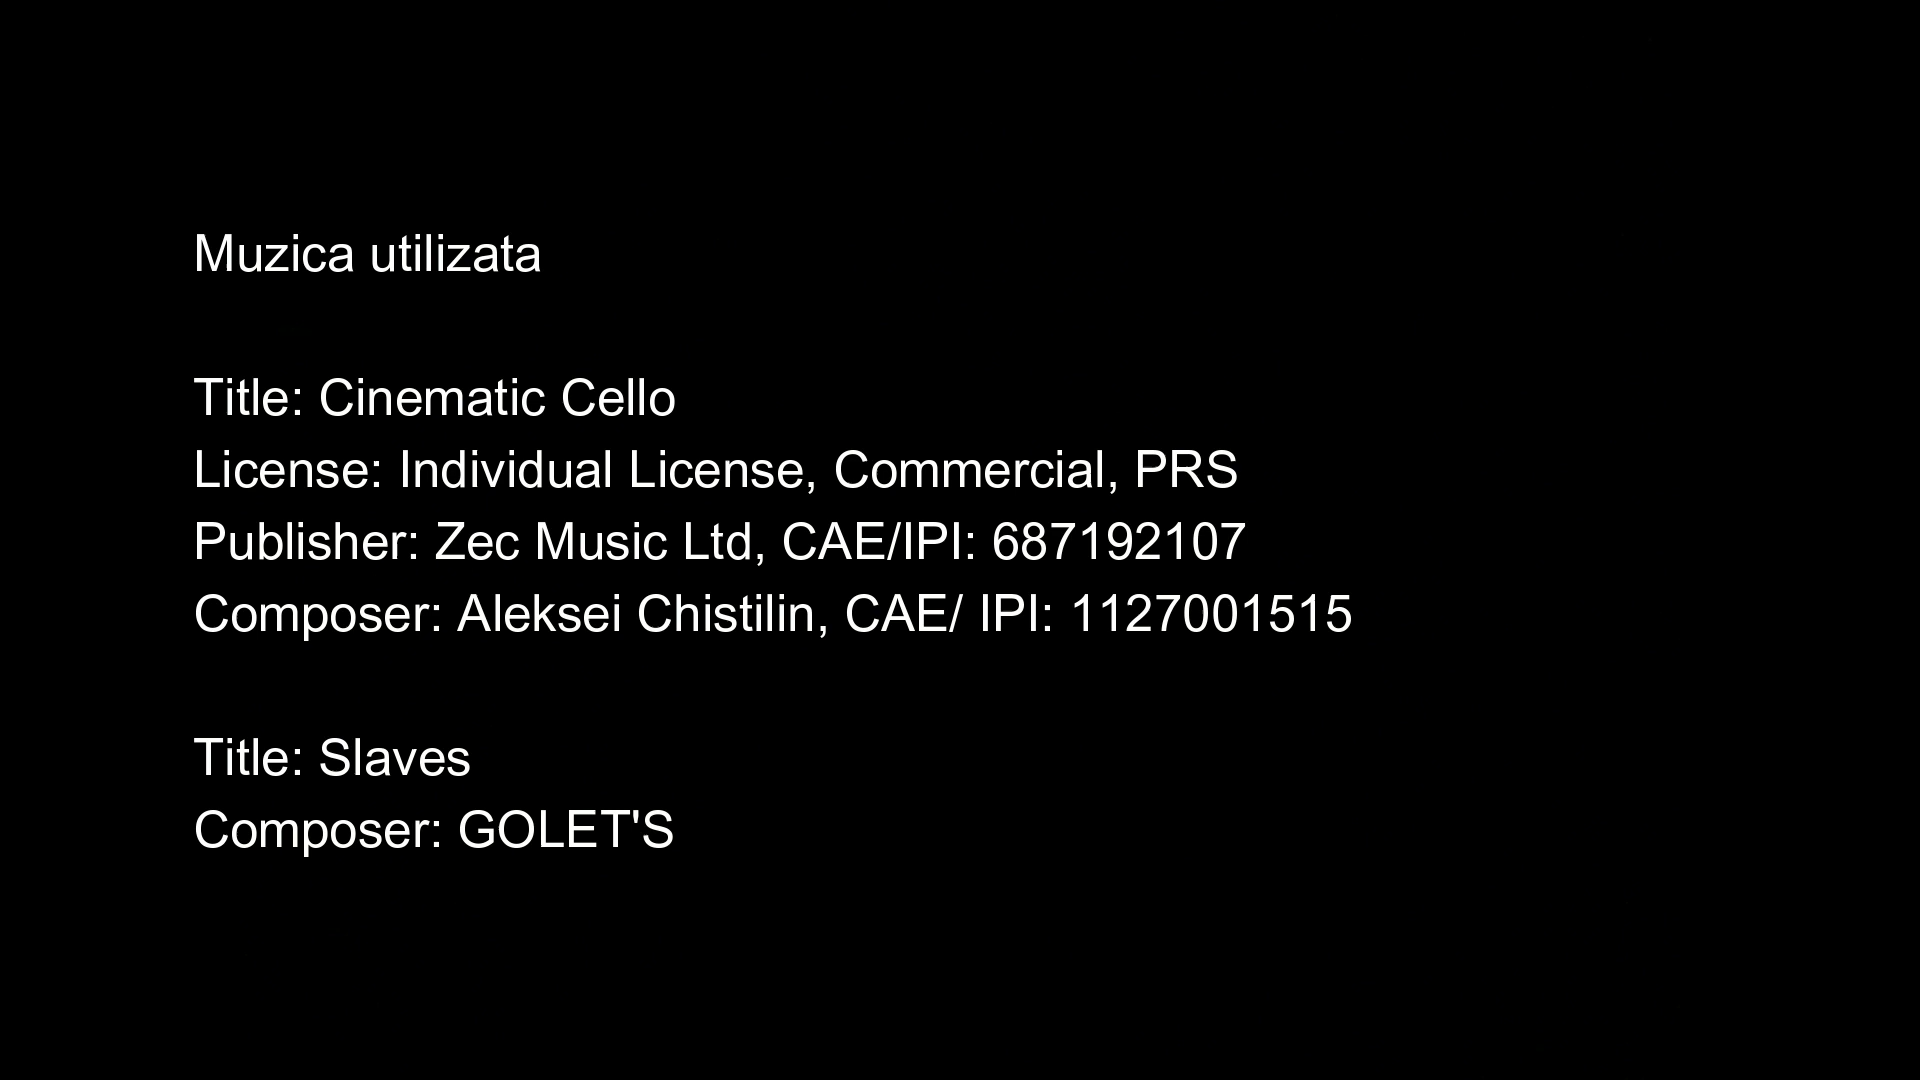 Muzica utilizata
Title: Cinematic Cello
License: Individual License, Commercial, PRS
Publisher: Zec Music Ltd, CAE/IPI: 687192107
Composer: Aleksei Chistilin, CAE/ IPI: 1127001515
Title: Slaves
Composer: GOLET'S